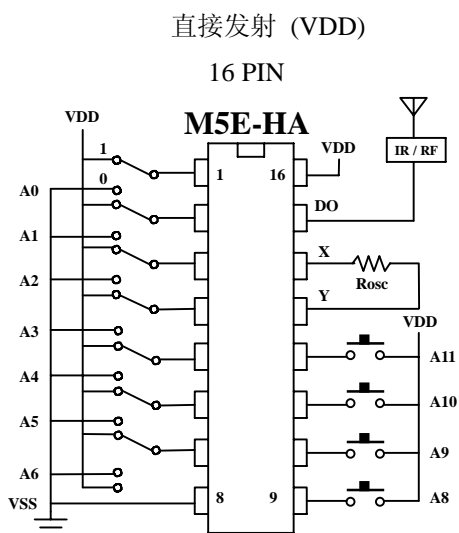 直接发射 (VDD)
16 PIN
M5E-HA
VDD
1
0
A0
A1
A2
A3
A4
A5
A6
VSS
1
8
16
9
VDD
DO
IR / RF
X
Y
Rosc
VDD
A11
A10
A9
A8